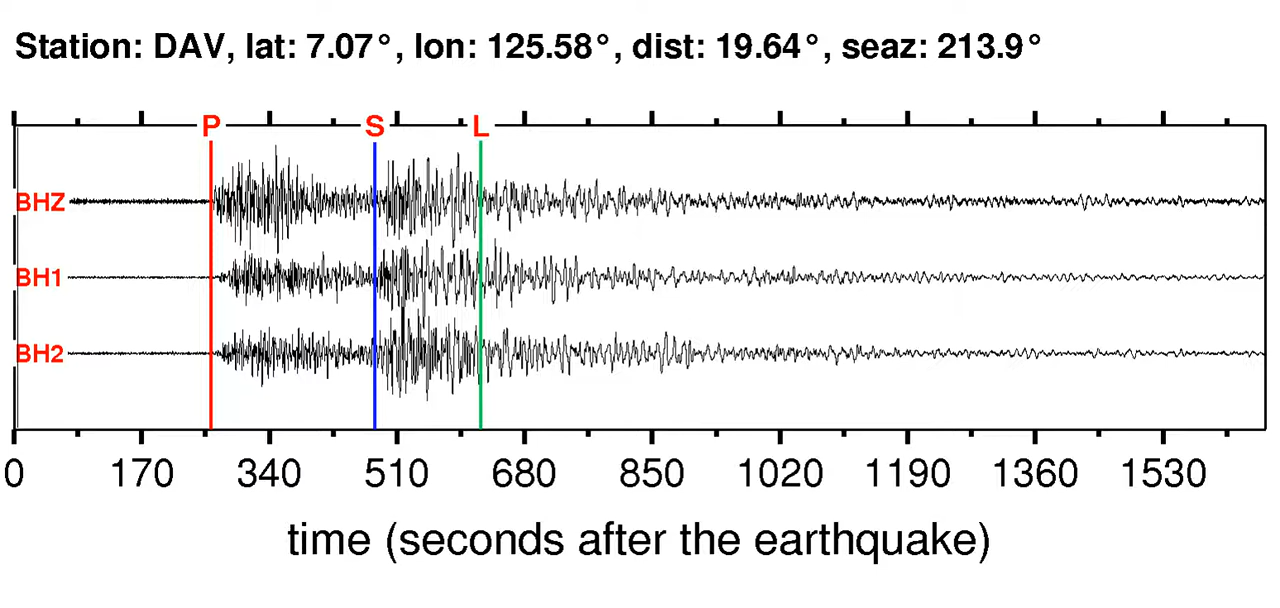 Station: DAV, lat: 7.07°, lon: 125.58°, dist: 19.64°, seaz: 213.9°
P S L
BHZ
BH1
BH2
0 170 340 510 680 850 1020 1190 1360 1530
time (seconds after the earthquake)